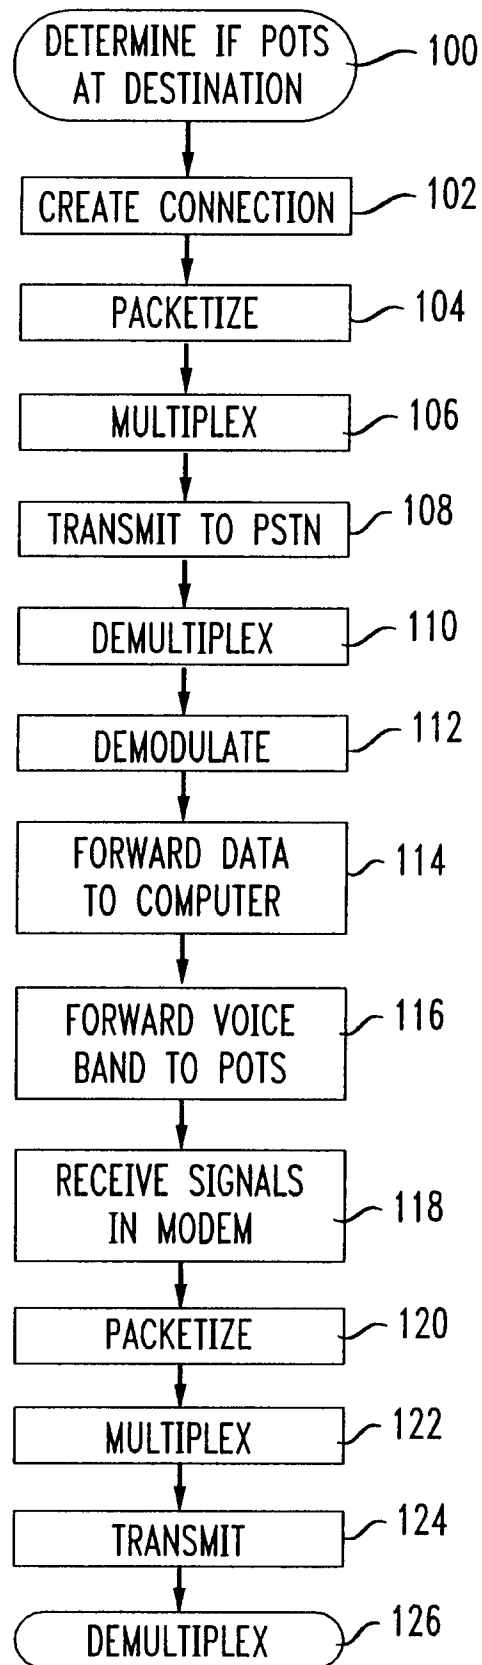 DETERMINE IF POTS
AT DESTINATION
100
CREATE CONNECTION
102
PACKETIZE
104
MULTIPLEX
106
TRANSMIT TO PSTN
108
DEMULTIPLEX
110
DEMODULATE
112
FORWARD DATA
TO COMPUTER
114
FORWARD VOICE
BAND TO POTS
116
RECEIVE SIGNALS
IN MODEM
118
PACKETIZE
120
MULTIPLEX
122
TRANSMIT
124
DEMULTIPLEX
126